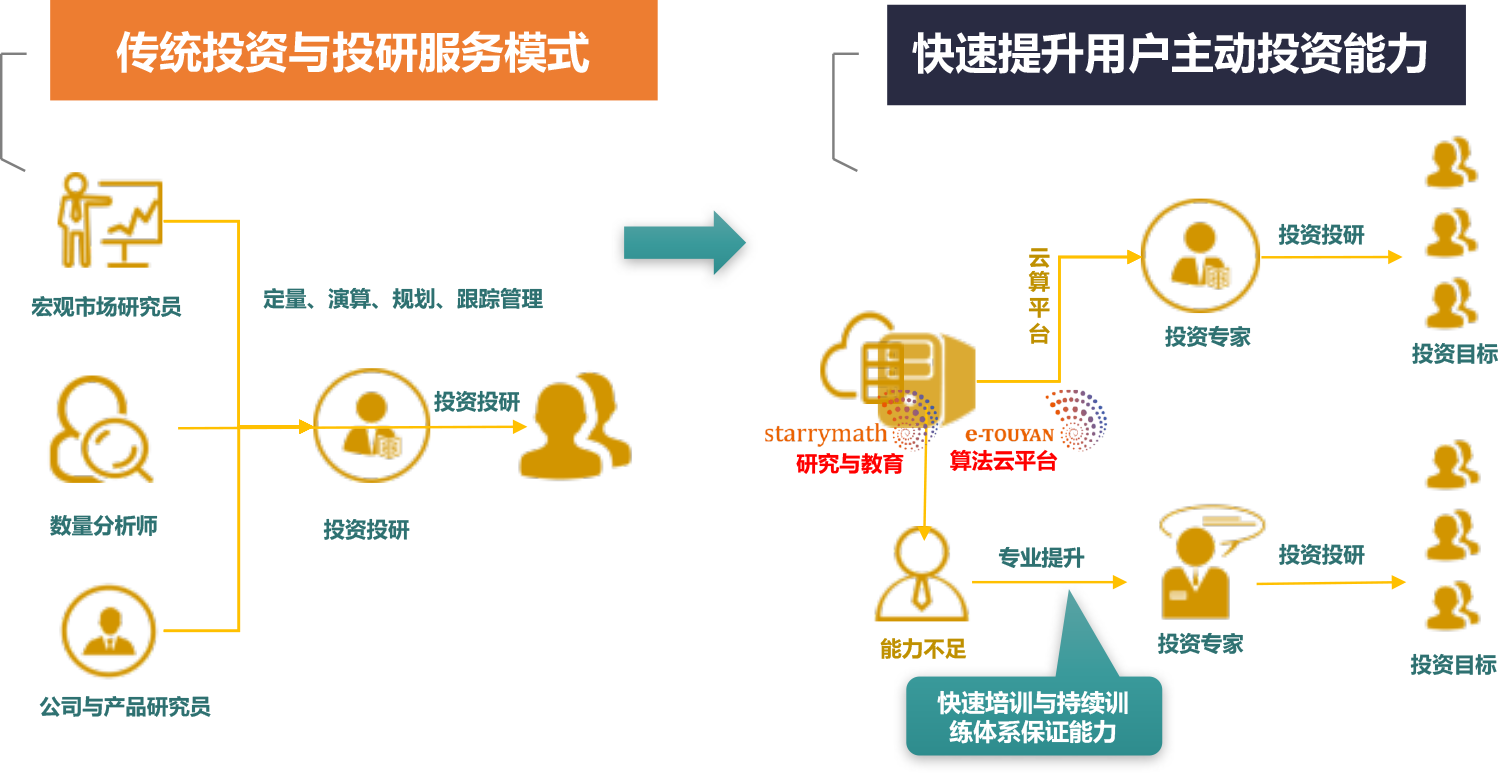 传统投资与投研服务模式
宏观市场研究员
定量、演算、规划、跟踪管理
投资投研
数量分析师
投资投研
公司与产品研究员
快速提升用户主动投资能力
云
算
平
台
投资投研
投资专家
投资目标
starrymath
研究与教育
e-TOUYAN
算法云平台
专业提升
投资投研
能力不足
投资专家
投资目标
快速培训与持续训
练体系保证能力